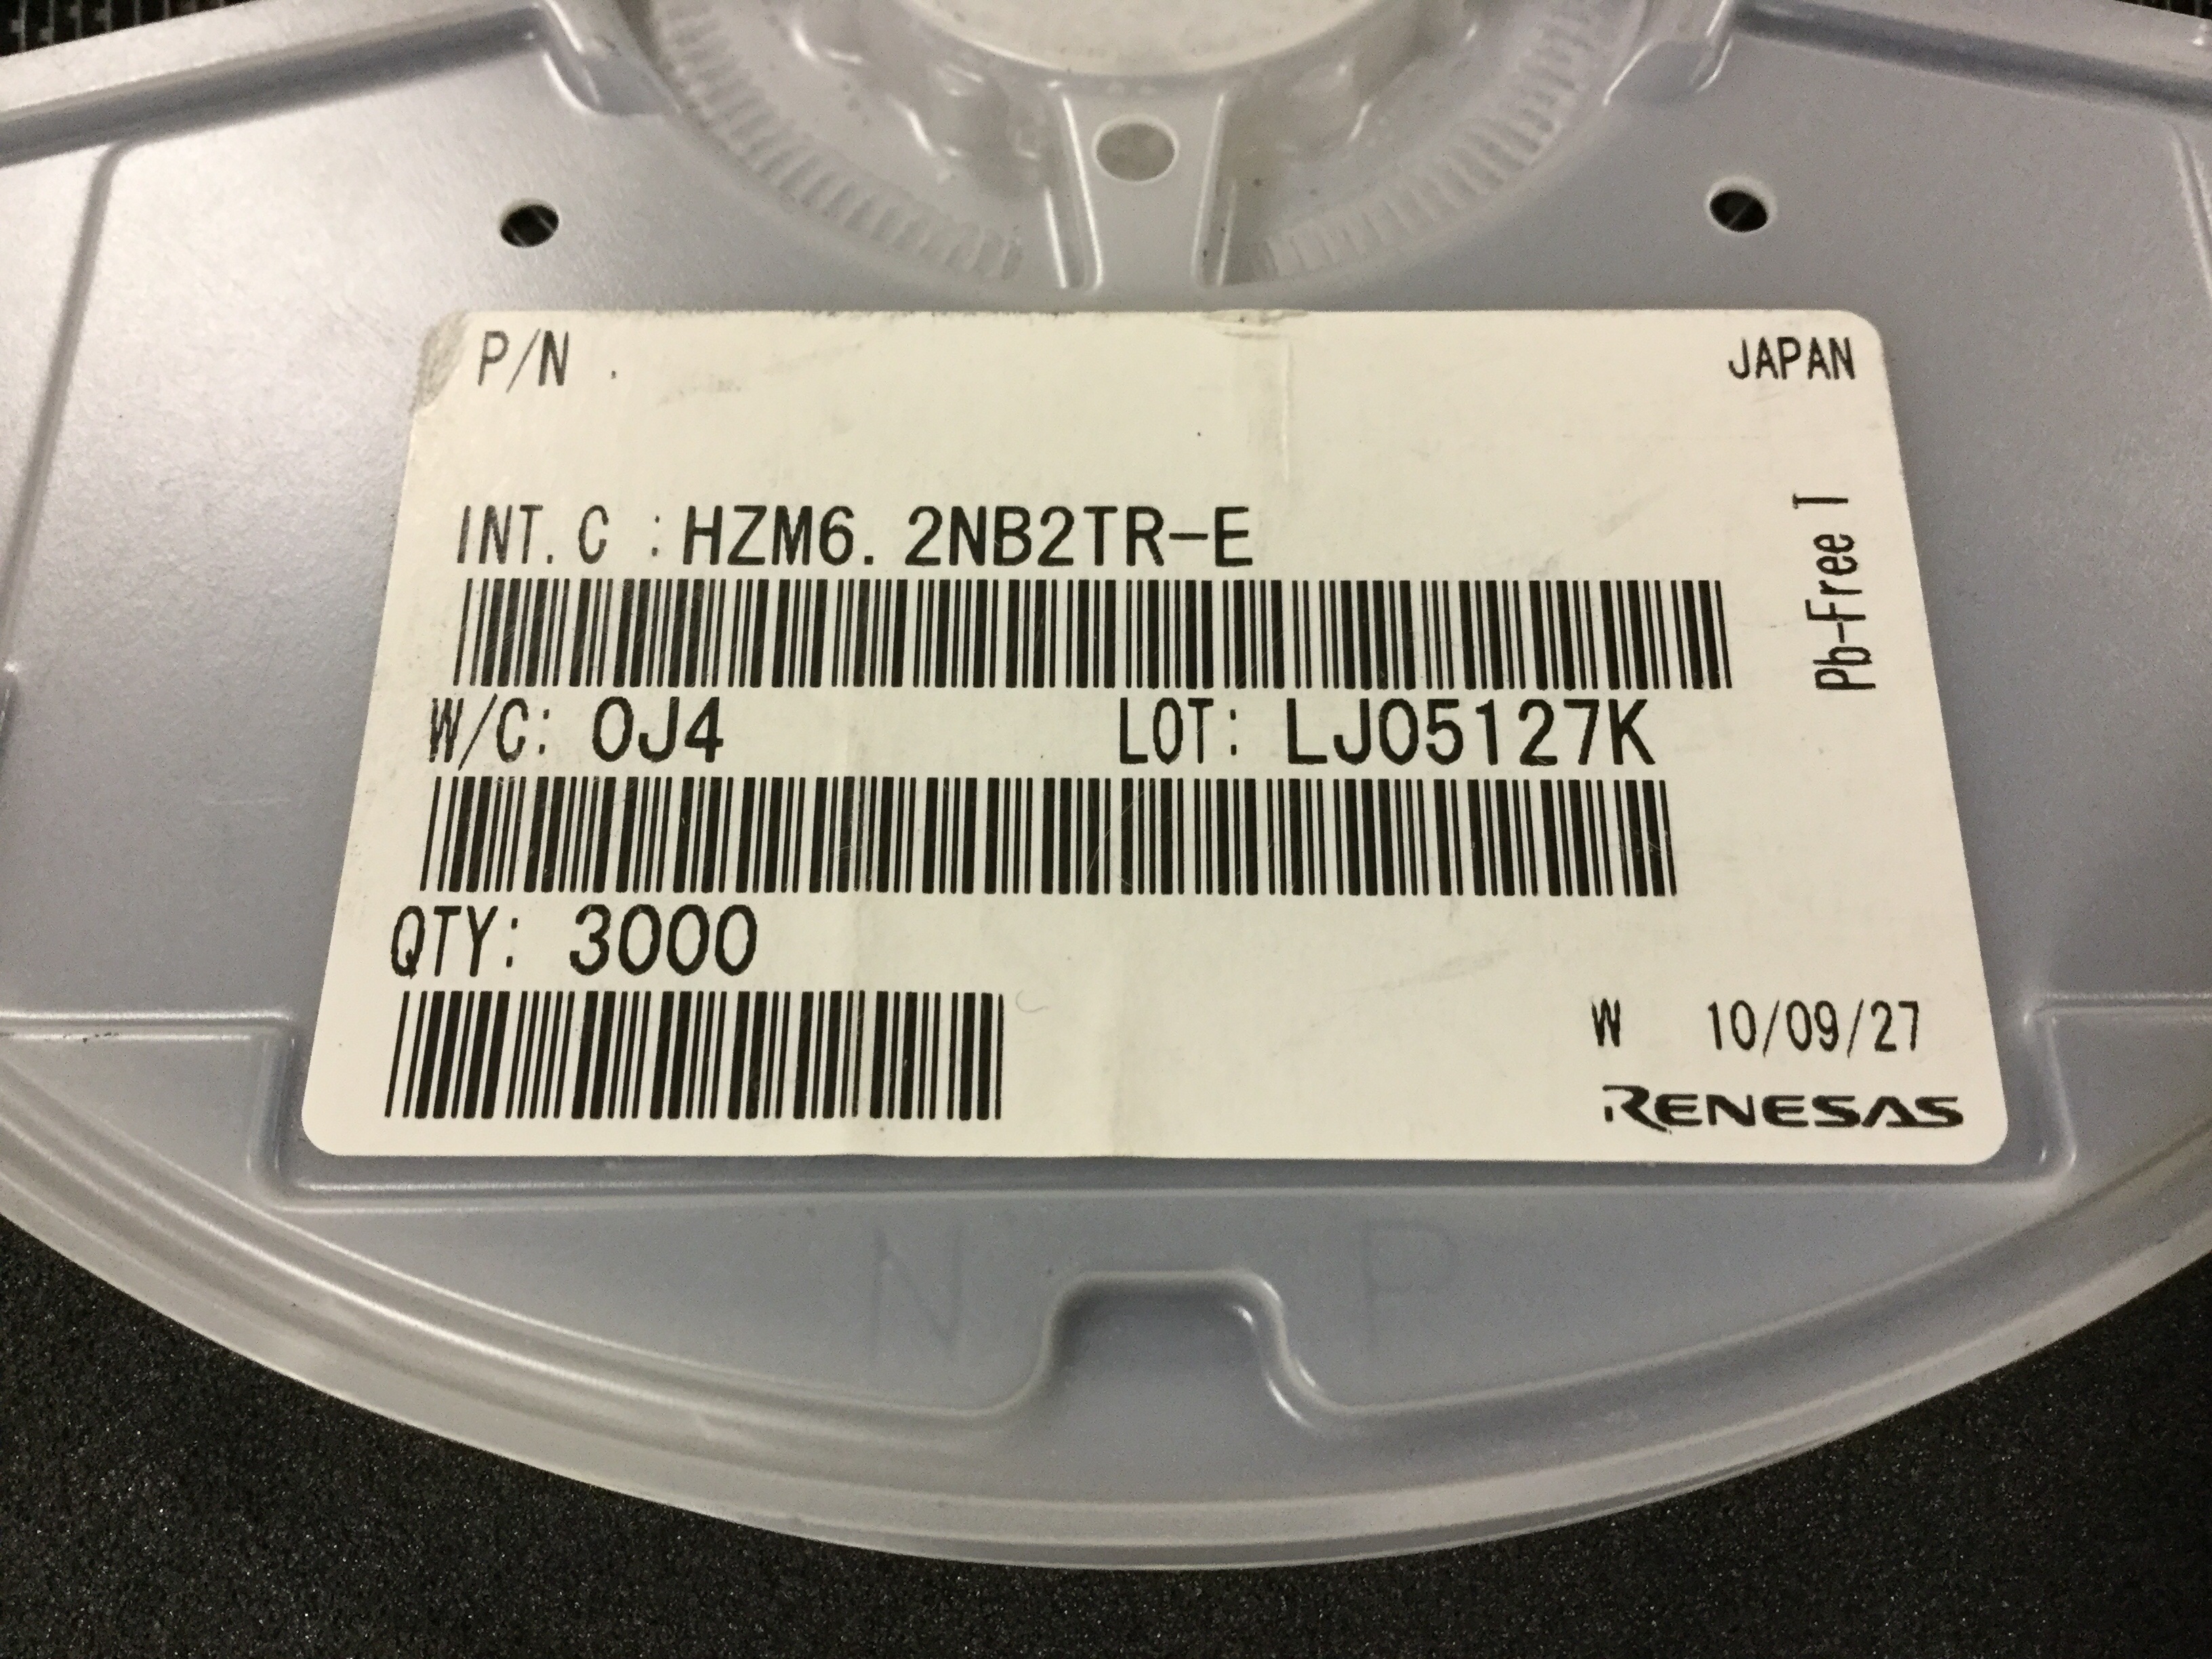 P/N .
JAPAN
INT.C :HZM6.2NB2TR-E
Pb-Free T
W/C: 0J4 LOT: LJ05127K
QTY: 3000
W 10/09/27
RENESAS
N P